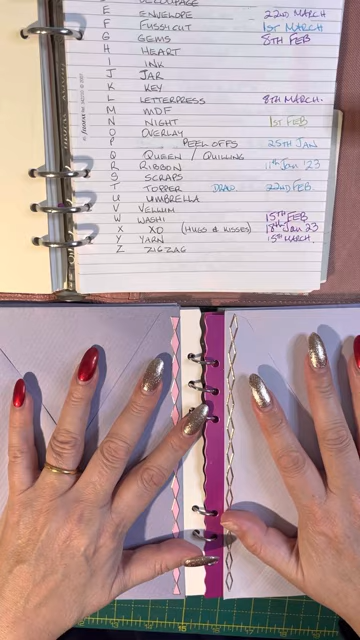 DECOUPAGE
E ENVELOPE 22ND MARCH
F FUSSYCUT 1ST MARCH
G GEMS 8TH FEB
H HEART
I INK
J JAR
K KEY
L LETTERPRESS 8TH MARCH.
M MDF
N NIGHT 1ST FEB
O OVERLAY
P PEEL OFFS 25TH JAN
Q QUEEN / QUILLING
R RIBBON 11TH Jan '23
S SCRAPS
T TOPPER DRAW 22ND FEB
U UMBRELLA
V VELLUM
W WASHI 15TH FEB
X XO (HUGS & KISSES) 18TH Jan 23
Y YARN 15TH MARCH.
Z ZIGZAG